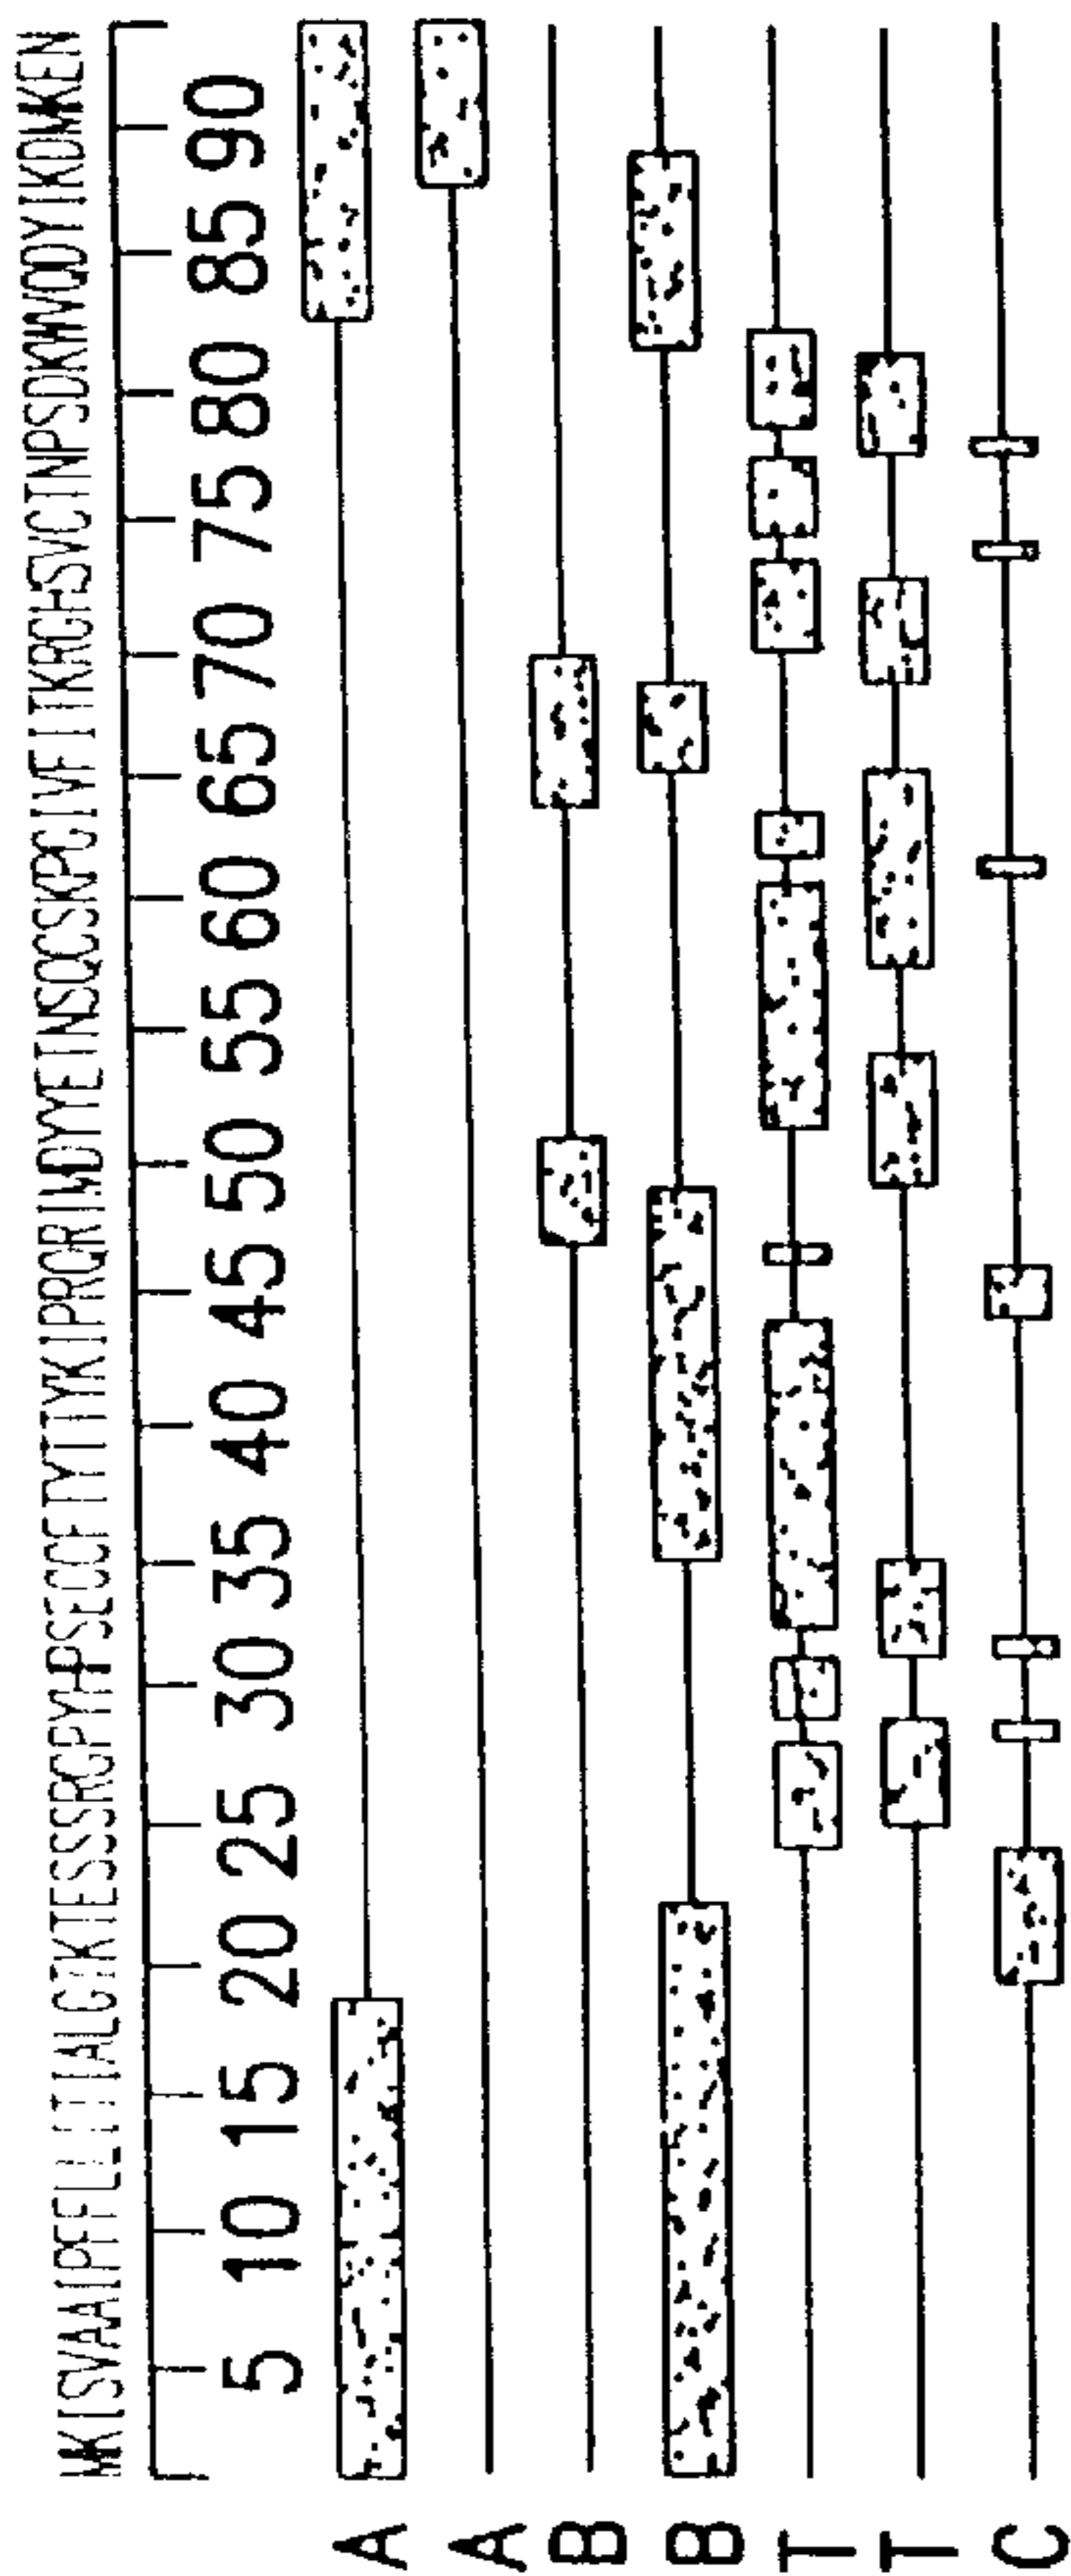 MKISVAAIPFFLLITIALGTKTESSSRGPYHPSECCFTYTTYKIPRQRIMDYYETNSQCSKPGIVFITKRGHSVCTNPSDKWVQDYIKDMKEN
5 10 15 20 25 30 35 40 45 50 55 60 65 70 75 80 85 90
A
A
B
B
T
T
C